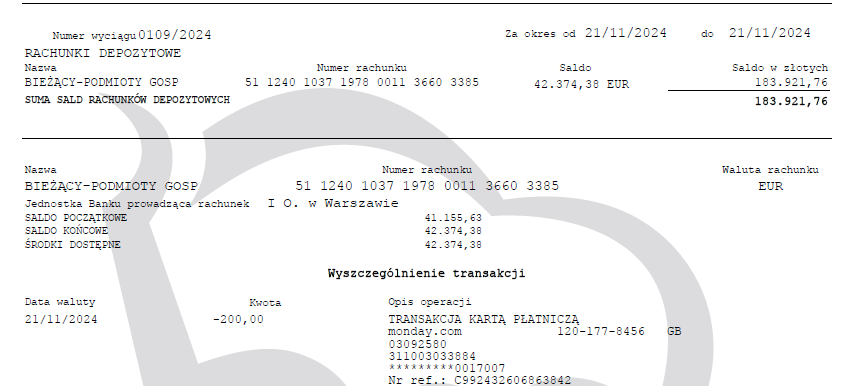 Numer wyciągu 0109/2024 Za okres od 21/11/2024 do 21/11/2024
RACHUNKI DEPOZYTOWE
Nazwa Numer rachunku Saldo Saldo w złotych
BIEŻĄCY-PODMIOTY GOSP 51 1240 1037 1978 0011 3660 3385 42.374,38 EUR 183.921,76
SUMA SALD RACHUNKÓW DEPOZYTOWYCH 183.921,76
Nazwa Numer rachunku Waluta rachunku
BIEŻĄCY-PODMIOTY GOSP 51 1240 1037 1978 0011 3660 3385 EUR
Jednostka Banku prowadząca rachunek I O. w Warszawie
SALDO POCZĄTKOWE 41.155,63
SALDO KOŃCOWE 42.374,38
ŚRODKI DOSTĘPNE 42.374,38
Wyszczególnienie transakcji
Data waluty Kwota Opis operacji
21/11/2024 -200,00 TRANSAKCJA KARTĄ PŁATNICZĄ
monday.com 120-177-8456 GB
03092580
311003033884
*********0017007
Nr ref.: C992432606863842